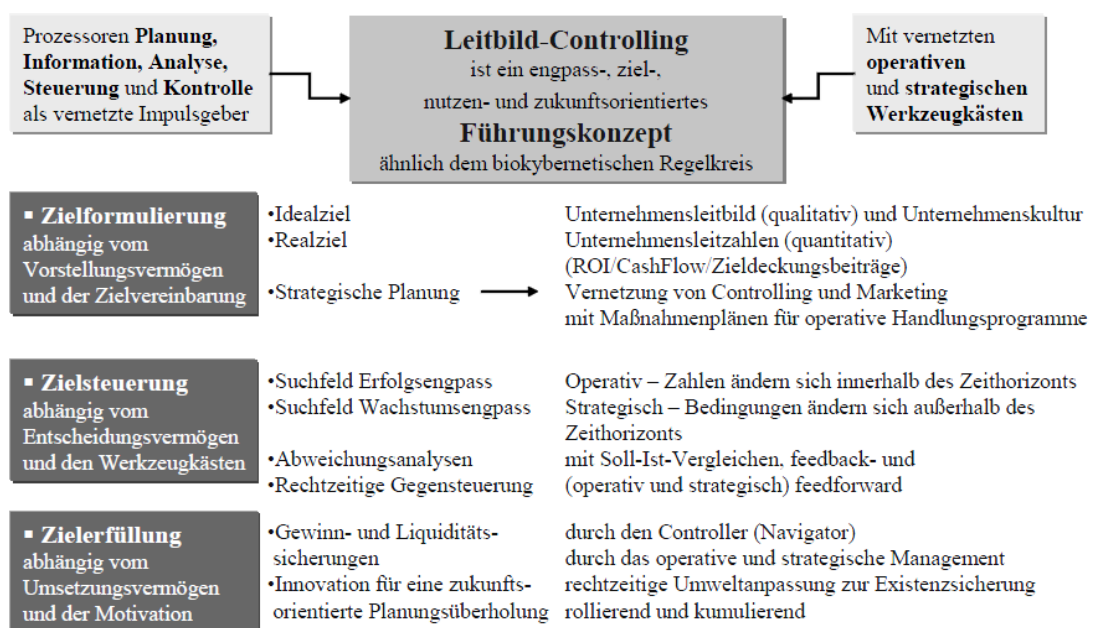 Prozessoren Planung,
Information, Analyse,
Steuerung und Kontrolle
als vernetzte Impulsgeber
Leitbild-Controlling
ist ein engpass-, ziel-,
nutzen- und zukunftsorientiertes
Führungskonzept
ähnlich dem biokybernetischen Regelkreis
Mit vernetzten
operativen
und strategischen
Werkzeugkästen
▪ Zielformulierung
abhängig vom
Vorstellungsvermögen
und der Zielvereinbarung
•Idealziel
•Realziel
•Strategische Planung
Unternehmensleitbild (qualitativ) und Unternehmenskultur
Unternehmensleitzahlen (quantitativ)
(ROI/CashFlow/Zieldeckungsbeiträge)
Vernetzung von Controlling und Marketing
mit Maßnahmenplänen für operative Handlungsprogramme
▪ Zielsteuerung
abhängig vom
Entscheidungsvermögen
und den Werkzeugkästen
•Suchfeld Erfolgsengpass
•Suchfeld Wachstumsengpass
•Abweichungsanalysen
•Rechtzeitige Gegensteuerung
Operativ – Zahlen ändern sich innerhalb des Zeithorizonts
Strategisch – Bedingungen ändern sich außerhalb des
Zeithorizonts
mit Soll-Ist-Vergleichen, feedback- und
(operativ und strategisch) feedforward
▪ Zielerfüllung
abhängig vom
Umsetzungsvermögen
und der Motivation
•Gewinn- und Liquiditäts-
sicherungen
•Innovation für eine zukunfts-
orientierte Planungsüberholung
durch den Controller (Navigator)
durch das operative und strategische Management
rechtzeitige Umweltanpassung zur Existenzsicherung
rollierend und kumulierend